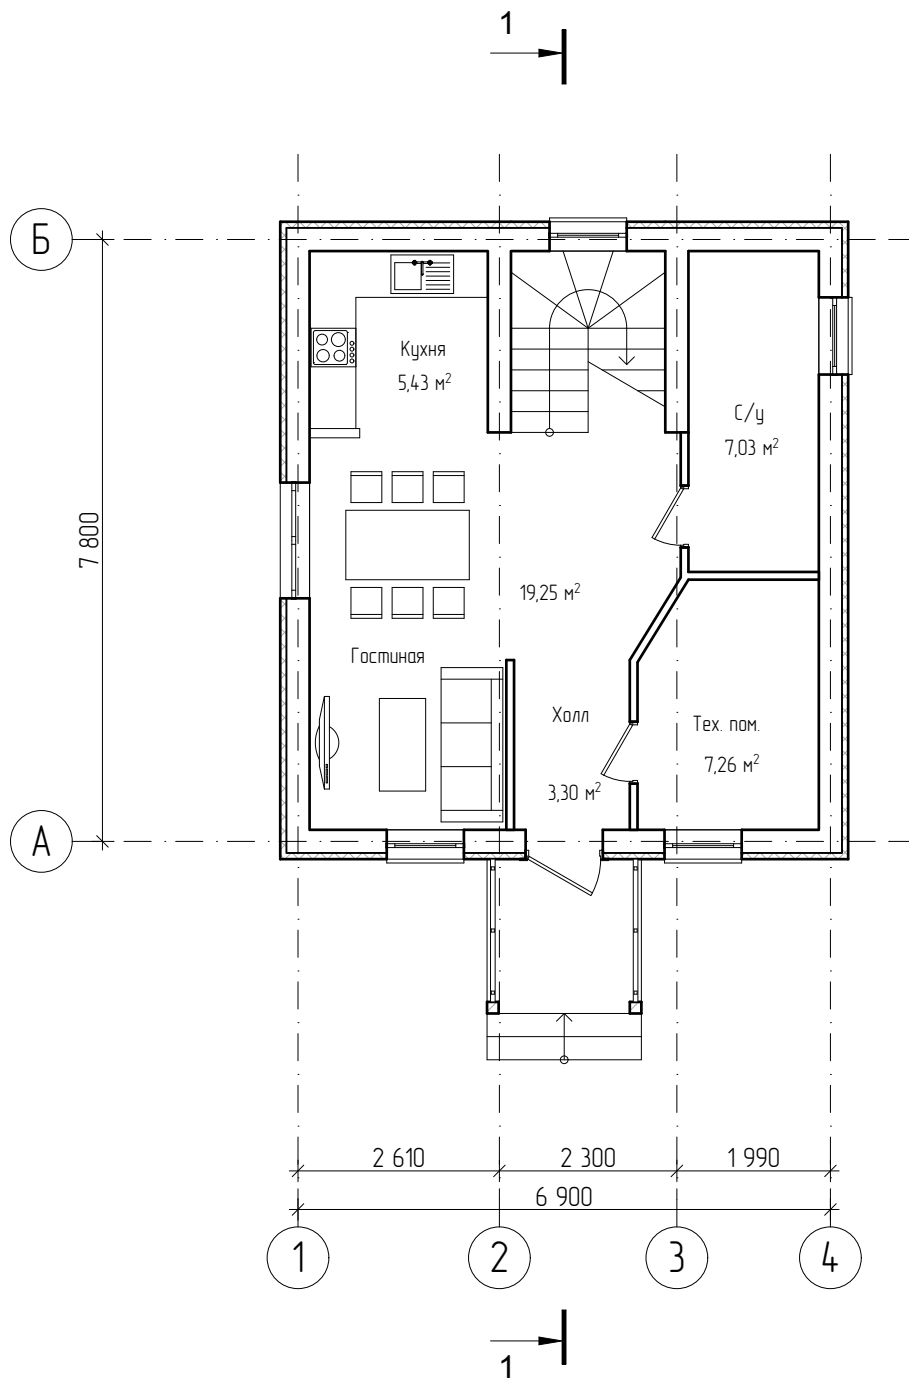 1
Б
Кухня
5,43 м²
С/у
7,03 м²
7 800
19,25 м²
Гостиная
Холл
Тех. пом.
7,26 м²
3,30 м²
А
2 610
2 300
1 990
6 900
1
2
3
4
1